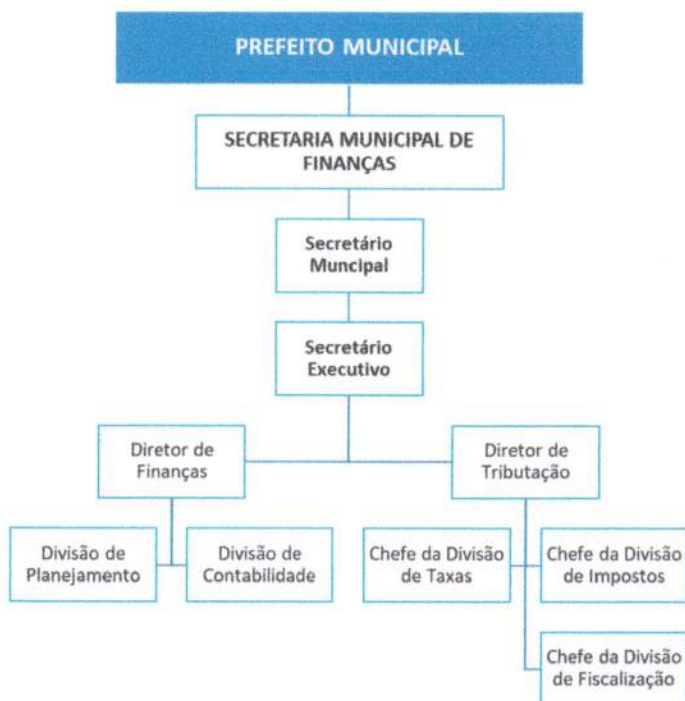 PREFEITO MUNICIPAL
SECRETARIA MUNICIPAL DE
FINANÇAS
Secretário
Muncipal
Secretário
Executivo
Diretor de
Finanças
Diretor de
Tributação
Divisão de
Planejamento
Divisão de
Contabilidade
Chefe da Divisão
de Taxas
Chefe da Divisão
de Impostos
Chefe da Divisão
de Fiscalização